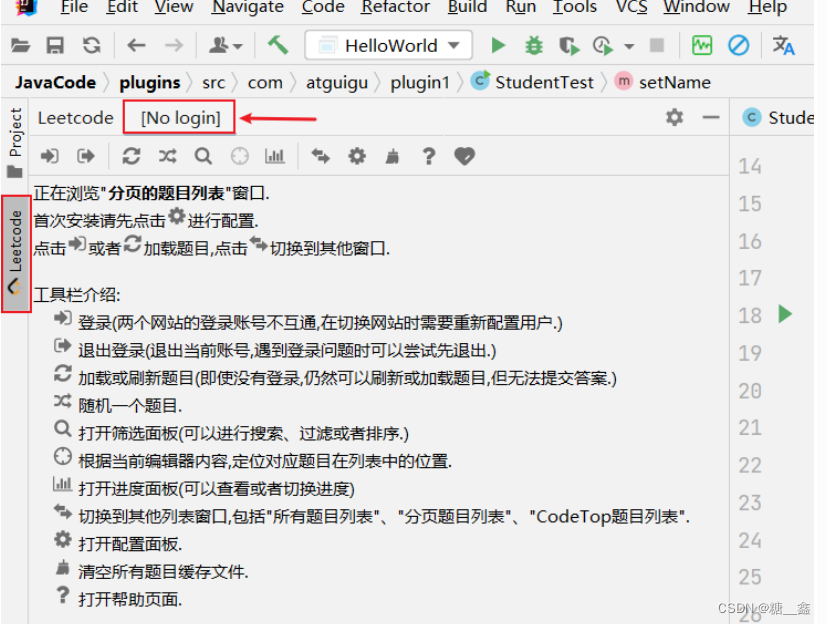 File Edit View Navigate Code Refactor Build Run Tools VCS Window Help
HelloWorld
JavaCode plugins src com atguigu plugin1 StudentTest setName
Project
Leetcode [No login]
Stude
Leetcode
正在浏览"分页的题目列表"窗口.
首次安装请先点击进行配置.
点击或者加载题目,点击切换到其他窗口.
工具栏介绍:
登录(两个网站的登录账号不互通,在切换网站时需要重新配置用户.)
退出登录(退出当前账号,遇到登录问题时可以尝试先退出.)
加载或刷新题目(即使没有登录,仍然可以刷新或加载题目,但无法提交答案.)
随机一个题目.
打开筛选面板(可以进行搜索、过滤或者排序.)
根据当前编辑器内容,定位对应题目在列表中的位置.
打开进度面板(可以查看或者切换进度)
切换到其他列表窗口,包括"所有题目列表"、"分页题目列表"、"CodeTop题目列表".
打开配置面板.
清空所有题目缓存文件.
打开帮助页面.
14
15
16
17
18
19
20
21
22
23
24
25
26
CSDN @糖__鑫